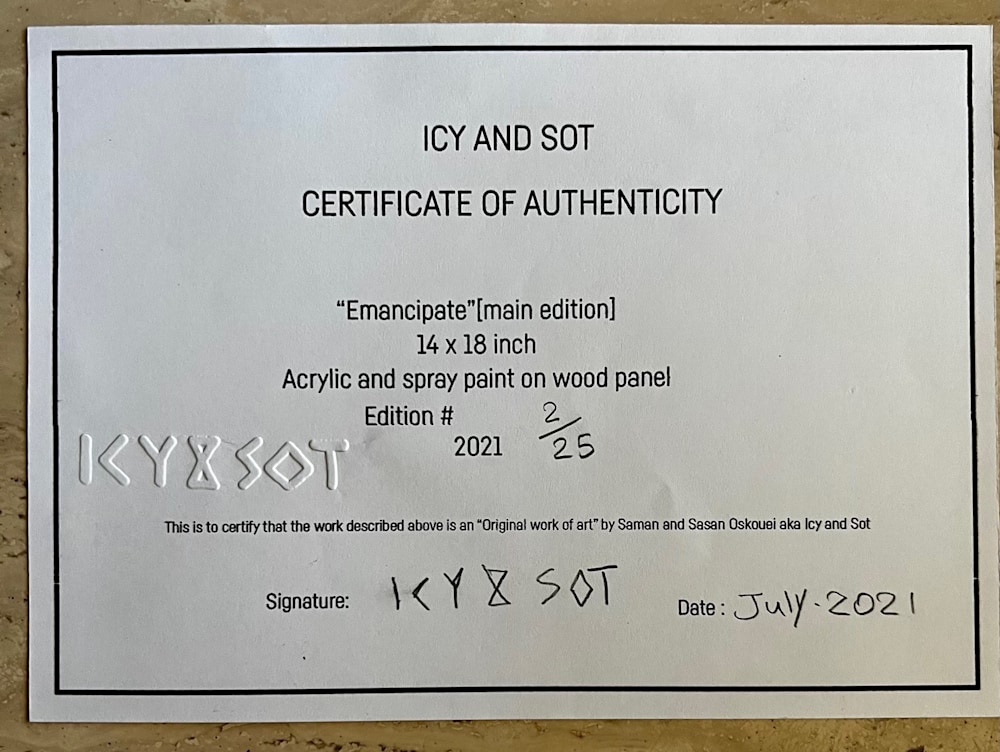 ICY AND SOT
CERTIFICATE OF AUTHENTICITY
“Emancipate”[main edition]
14 x 18 inch
Acrylic and spray paint on wood panel
Edition # 2/25
2021
ICY&SOT
This is to certify that the work described above is an “Original work of art” by Saman and Sasan Oskouei aka Icy and Sot
Signature: ICY & SOT
Date : July-2021